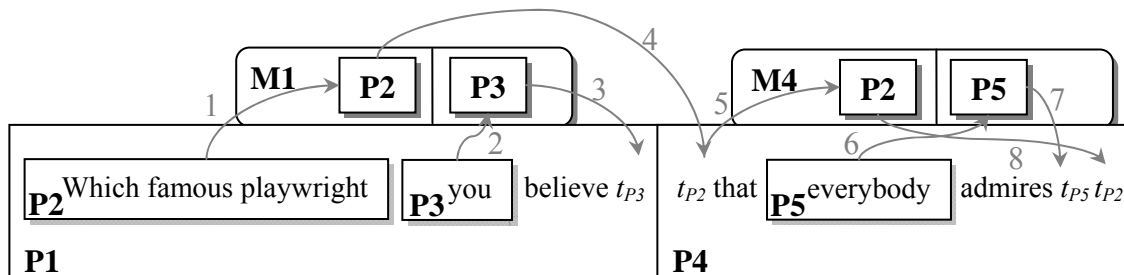 4
M1 P2 P3 3 5 M4 P2 P5 7
1 2 6 8
P2 Which famous playwright P3 you believe tP3 tP2 that P5 everybody admires tP5 tP2
P1 P4